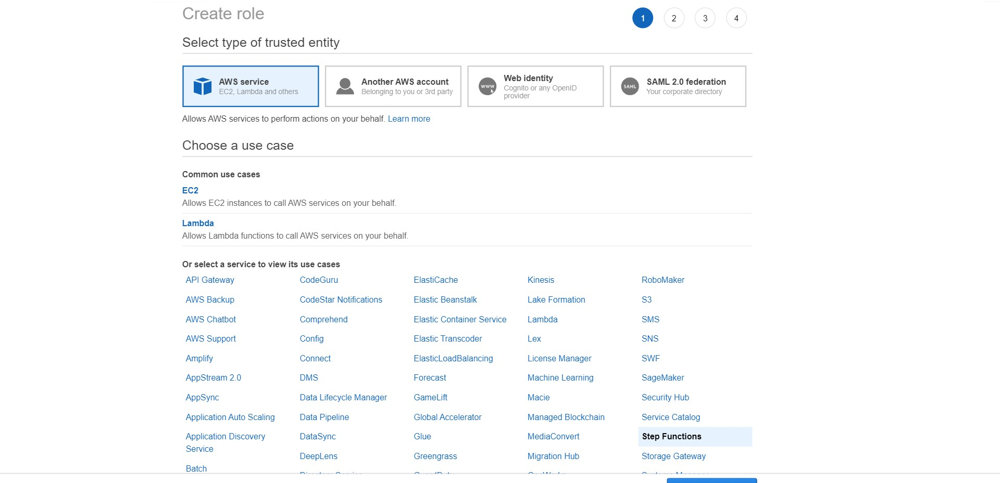 Create role
1 2 3 4
Select type of trusted entity
AWS service
EC2, Lambda and others
Another AWS account
Belonging to you or 3rd party
WWW
Web identity
Cognito or any OpenID
provider
SAML
SAML 2.0 federation
Your corporate directory
Allows AWS services to perform actions on your behalf. Learn more
Choose a use case
Common use cases
EC2
Allows EC2 instances to call AWS services on your behalf.
Lambda
Allows Lambda functions to call AWS services on your behalf.
Or select a service to view its use cases
API Gateway CodeGuru ElastiCache Kinesis RoboMaker
AWS Backup CodeStar Notifications Elastic Beanstalk Lake Formation S3
AWS Chatbot Comprehend Elastic Container Service Lambda SMS
AWS Support Config Elastic Transcoder Lex SNS
Amplify Connect ElasticLoadBalancing License Manager SWF
AppStream 2.0 DMS Forecast Machine Learning SageMaker
AppSync Data Lifecycle Manager GameLift Macie Security Hub
Application Auto Scaling Data Pipeline Global Accelerator Managed Blockchain Service Catalog
Application Discovery Service DataSync Glue MediaConvert Step Functions
DeepLens Greengrass Migration Hub Storage Gateway
Batch